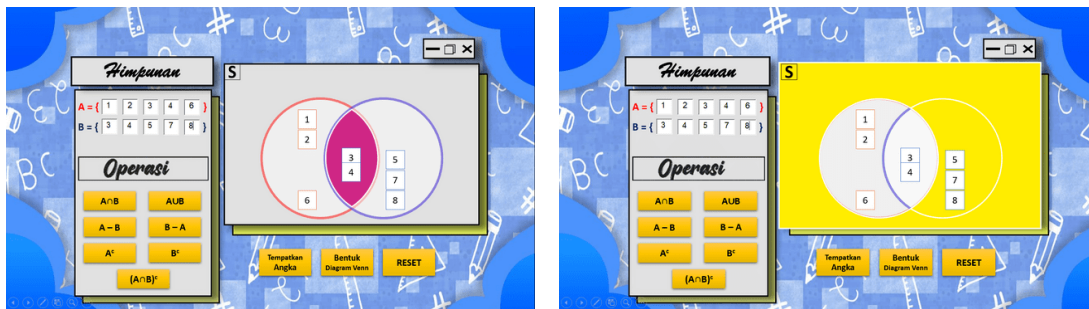 Himpunan
A = { 1 2 3 4 6 }
B = { 3 4 5 7 8 }
Operasi
A∩B A∪B
A – B B – A
Aᶜ Bᶜ
(A∩B)ᶜ
S
1
2
3
4
5
6
7
8
Tempatkan
Angka
Bentuk
Diagram Venn
RESET
Himpunan
A = { 1 2 3 4 6 }
B = { 3 4 5 7 8 }
Operasi
A∩B A∪B
A – B B – A
Aᶜ Bᶜ
(A∩B)ᶜ
S
1
2
3
4
5
6
7
8
Tempatkan
Angka
Bentuk
Diagram Venn
RESET